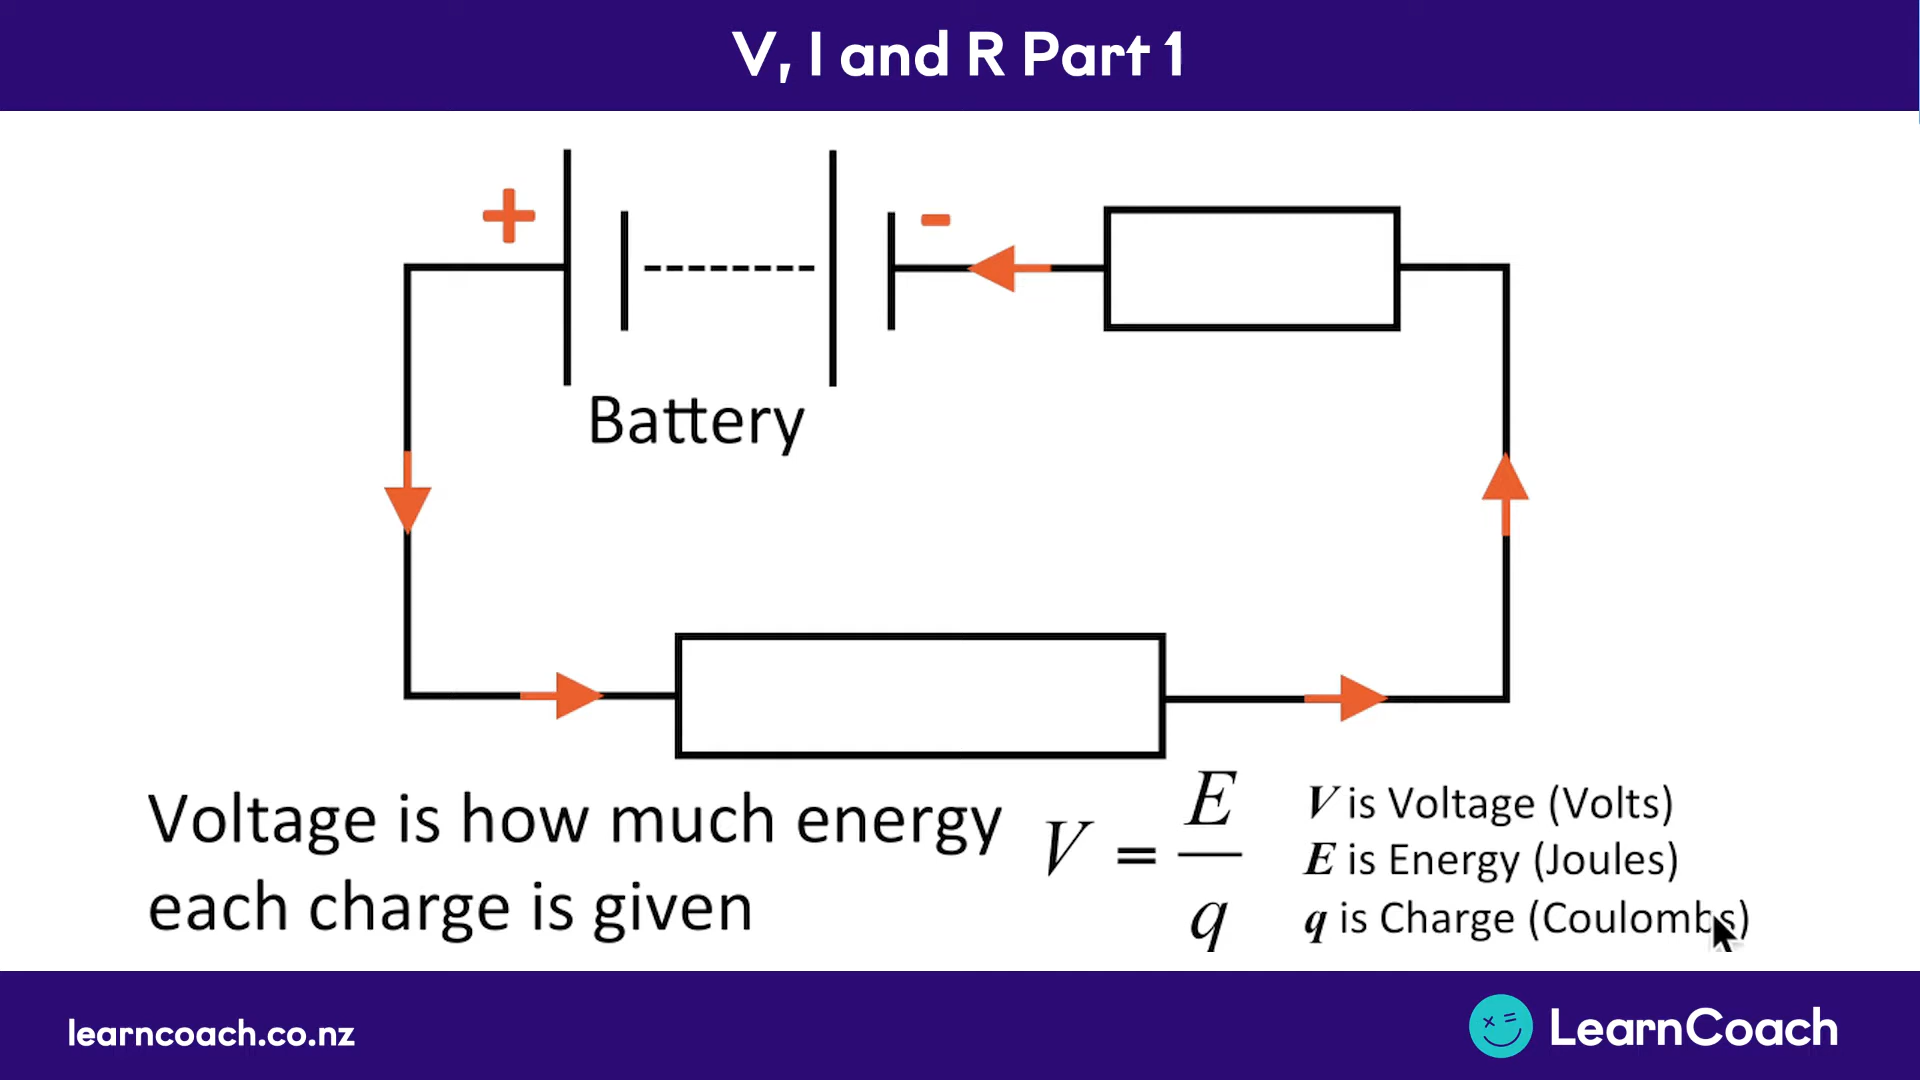 V, I and R Part 1
+
-
Battery
Voltage is how much energy
each charge is given
V = E/q
V is Voltage (Volts)
E is Energy (Joules)
q is Charge (Coulombs)
learncoach.co.nz
LearnCoach